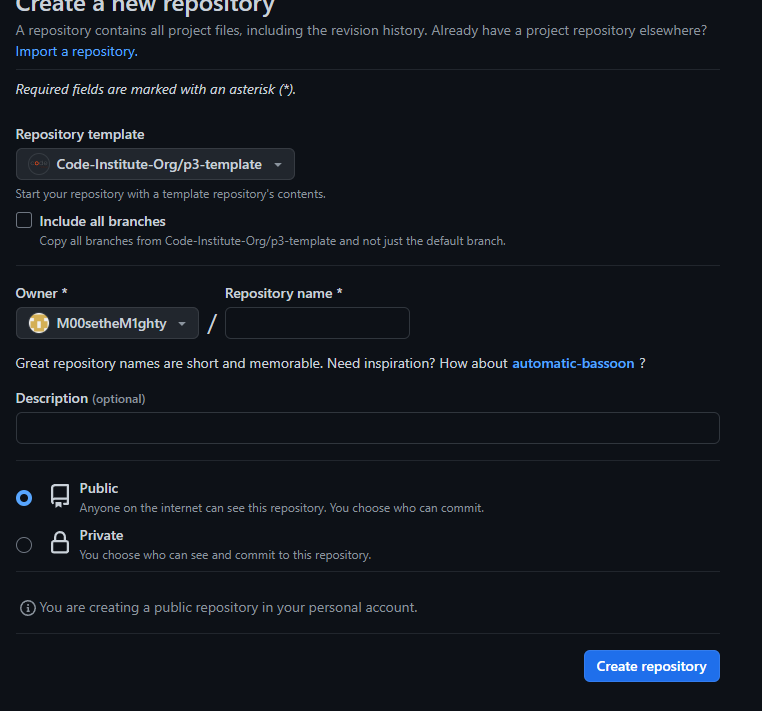 Create a new repository
A repository contains all project files, including the revision history. Already have a project repository elsewhere?
Import a repository.
Required fields are marked with an asterisk (*).
Repository template
Code-Institute-Org/p3-template
Start your repository with a template repository's contents.
Include all branches
Copy all branches from Code-Institute-Org/p3-template and not just the default branch.
Owner * Repository name *
M00setheM1ghty /
Great repository names are short and memorable. Need inspiration? How about automatic-bassoon ?
Description (optional)
Public
Anyone on the internet can see this repository. You choose who can commit.
Private
You choose who can see and commit to this repository.
You are creating a public repository in your personal account.
Create repository